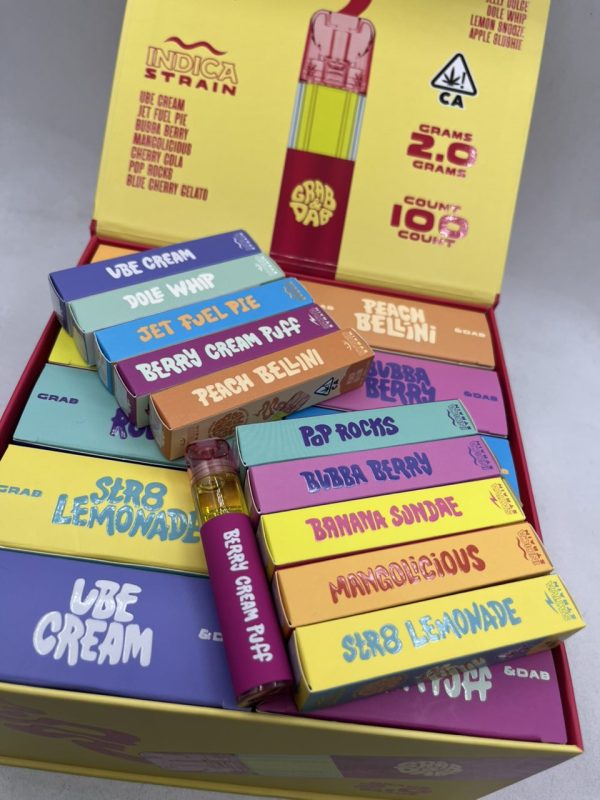 DOLE WHIP
LEMON SNOOZE
APPLE SLUSHIE
INDICA
STRAIN
UBE CREAM
JET FUEL PIE
BUBBA BERRY
MANGOLICIOUS
CHERRY COLA
POP ROCKS
BLUE CHERRY GELATO
CA
GRAMS
2.0
GRAMS
COUNT
100
COUNT
GRAB
&
DAB
UBE CREAM
DOLE WHIP
JET FUEL PIE
BERRY CREAM PUFF
PEACH BELLINI
PEACH
BELLINI
&DAB
BUBBA
BERRY
&DAB
GRAB
GRAB
STR8
LEMONADE
UBE
CREAM
&D
POP ROCKS
BUBBA BERRY
BANANA SUNDAE
MANGOLICIOUS
STR8 LEMONADE
BERRY CREAM PUFF
&DAB